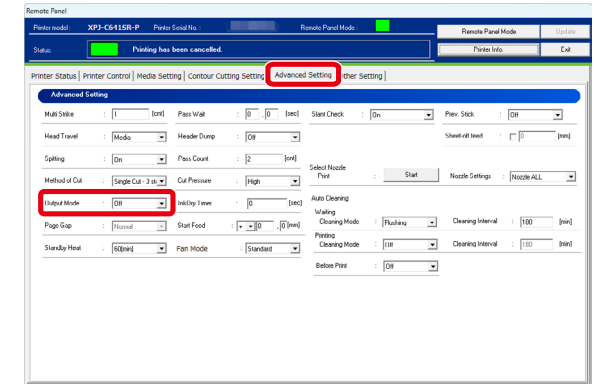 Remote Panel
Printer model : XPJ-C641SR-P Printer Serial No. : Remote Panel Mode :
Remote Panel Mode Update
Status: Printing has been cancelled. Printer Info. Exit
Printer Status Printer Control Media Setting Contour Cutting Setting Advanced Setting Other Setting
Advanced Setting
Multi Strike : 1 [cnt] Pass Wait : 0 . 0 [sec] Slant Check : On Prev. Stick : Off
Head Travel : Media Header Dump : Off Sheet-off feed : 0 [mm]
Spitting : On Pass Count : 2 [cnt]
Select Nozzle
Print : Start Nozzle Settings : Nozzle ALL
Method of Cut : Single Cut - 3 st Cut Pressure : High
Output Mode : Off InkDry Timer : 0 [sec] Auto Cleaning
Waiting
Cleaning Mode : Flushing Cleaning Interval : 100 [min]
Page Gap : Normal Start Feed : + 0 . 0 [mm]
Printing
Cleaning Mode : Off Cleaning Interval : 180 [min]
Standby Heat : 60[min] Fan Mode : Standard
Before Print : Off